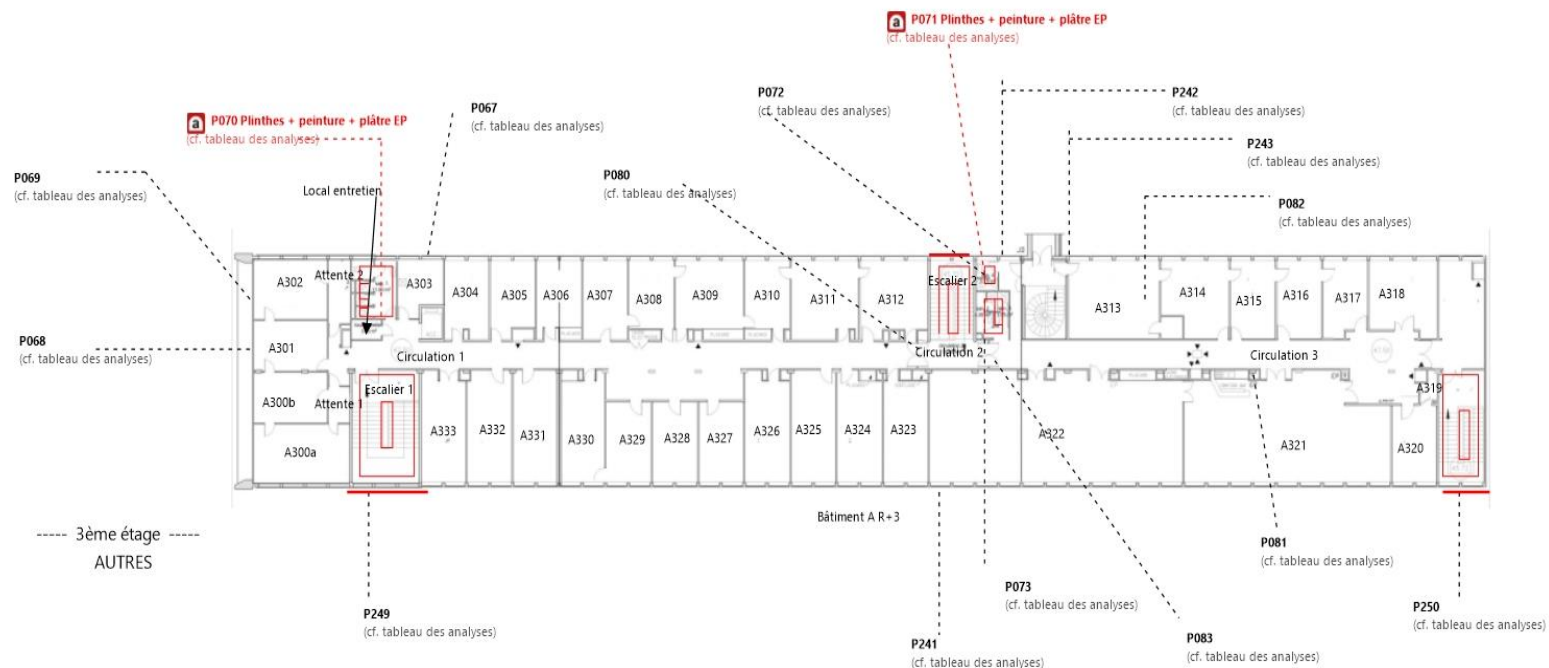 a P071 Plinthes + peinture + plâtre EP
(cf. tableau des analyses)
P072
(cf. tableau des analyses)
P242
(cf. tableau des analyses)
P067
(cf. tableau des analyses)
a P070 Plinthes + peinture + plâtre EP
(cf. tableau des analyses)
P243
(cf. tableau des analyses)
P069
(cf. tableau des analyses)
Local entretien
P080
(cf. tableau des analyses)
P082
(cf. tableau des analyses)
A302
Attente 2
A303
A304
A305
A306
A307
A308
A309
A310
A311
A312
Escalier 2
A313
A314
A315
A316
A317
A318
P068
(cf. tableau des analyses)
A301
Circulation 1
Circulation 2
Circulation 3
A300b
Attente 1
Escalier 1
A319
A300a
A333
A332
A331
A330
A329
A328
A327
A326
A325
A324
A323
A322
A321
A320
Bâtiment A R+3
----- 3ème étage -----
AUTRES
P081
(cf. tableau des analyses)
P073
(cf. tableau des analyses)
P249
(cf. tableau des analyses)
P241
(cf. tableau des analyses)
P083
(cf. tableau des analyses)
P250
(cf. tableau des analyses)